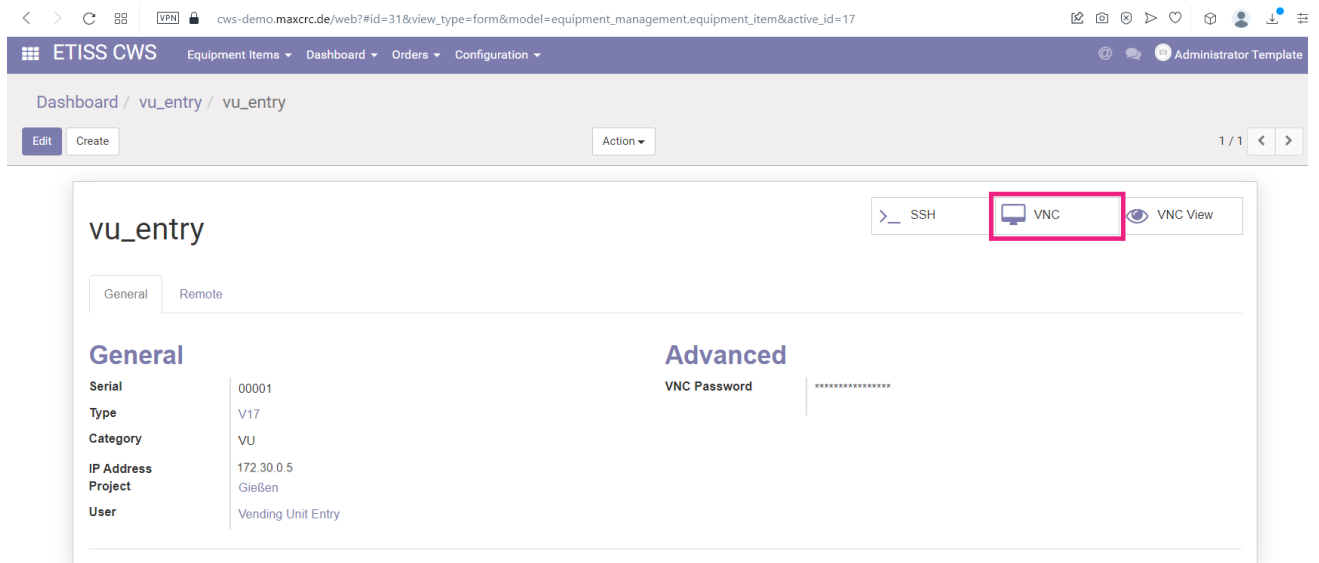 VPN cws-demo.maxcrc.de/web?#id=31&view_type=form&model=equipment_management.equipment_item&active_id=17
ETISS CWS Equipment Items Dashboard Orders Configuration @ Administrator Template
Dashboard / vu_entry / vu_entry
Edit Create Action 1 / 1
>_ SSH VNC VNC View
vu_entry
General Remote
General Advanced
Serial 00001 VNC Password ****************
Type V17
Category VU
IP Address 172.30.0.5
Project Gießen
User Vending Unit Entry